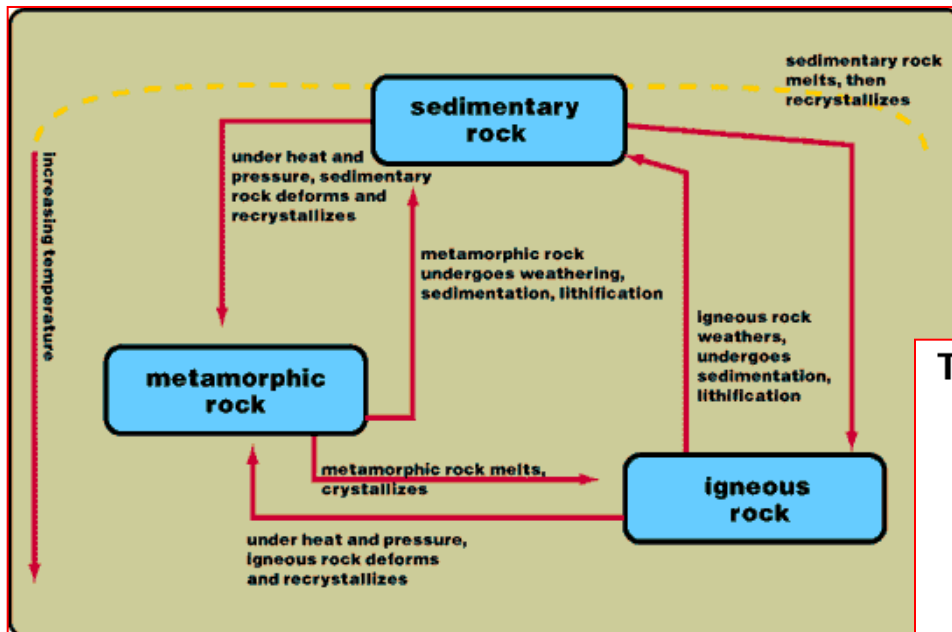 sedimentary rock
melts, then
recrystallizes
sedimentary
rock
under heat and
pressure, sedimentary
rock deforms and
recrystallizes
increasing temperature
metamorphic rock
undergoes weathering,
sedimentation, lithification
igneous rock
weathers,
undergoes
sedimentation,
lithification
metamorphic
rock
metamorphic rock melts,
crystallizes
igneous
rock
under heat and pressure,
igneous rock deforms
and recrystallizes
T